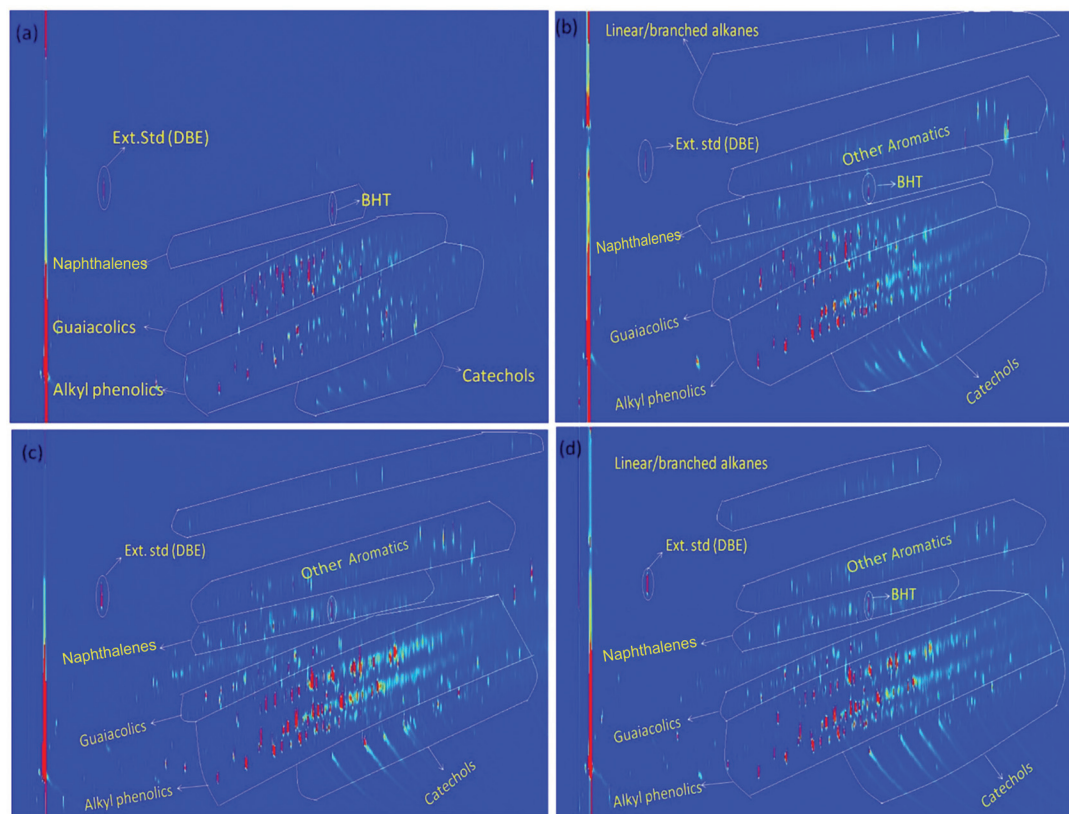 (a)
Ext.Std (DBE)
BHT
Naphthalenes
Guaiacolics
Alkyl phenolics
Catechols
(b)
Linear/branched alkanes
Ext. std (DBE)
Other Aromatics
BHT
Naphthalenes
Guaiacolics
Alkyl phenolics
Catechols
(c)
Ext. std (DBE)
Other Aromatics
Naphthalenes
Guaiacolics
Alkyl phenolics
Catechols
(d)
Linear/branched alkanes
Ext. std (DBE)
Other Aromatics
BHT
Naphthalenes
Guaiacolics
Alkyl phenolics
Catechols